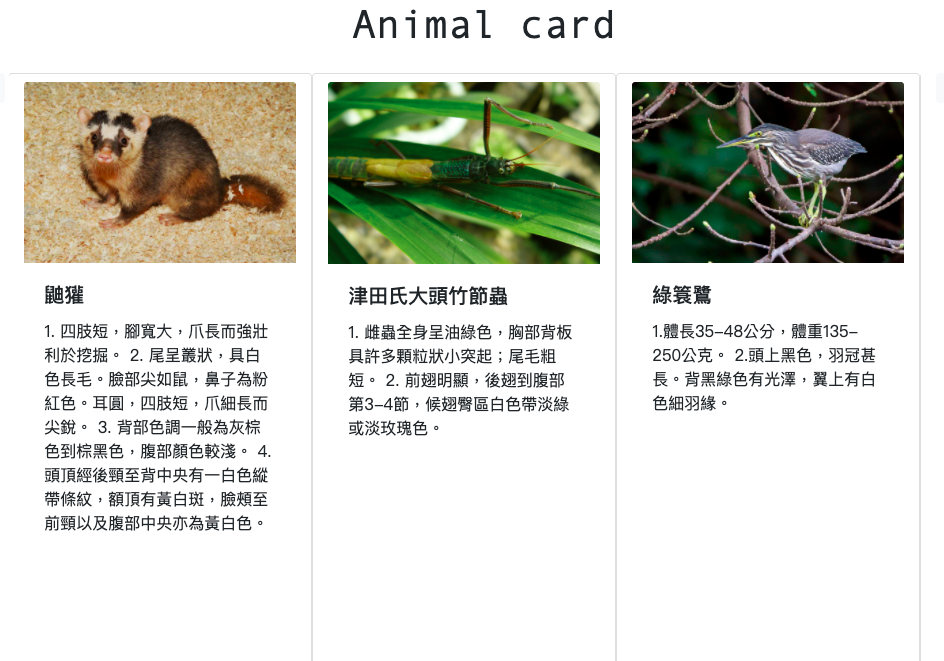 Animal card
鼬獾
1. 四肢短，腳寬大，爪長而強壯
利於挖掘。 2. 尾呈叢狀，具白
色長毛。臉部尖如鼠，鼻子為粉
紅色。耳圓，四肢短，爪細長而
尖銳。 3. 背部色調一般為灰棕
色到棕黑色，腹部顏色較淺。 4.
頭頂經後頸至背中央有一白色縱
帶條紋，額頂有黃白斑，臉頰至
前頸以及腹部中央亦為黃白色。
津田氏大頭竹節蟲
1. 雌蟲全身呈油綠色，胸部背板
具許多顆粒狀小突起；尾毛粗
短。 2. 前翅明顯，後翅到腹部
第3–4節，候翅臀區白色帶淡綠
或淡玫瑰色。
綠簑鷺
1.體長35–48公分，體重135–
250公克。 2.頭上黑色，羽冠甚
長。背黑綠色有光澤，翼上有白
色細羽緣。